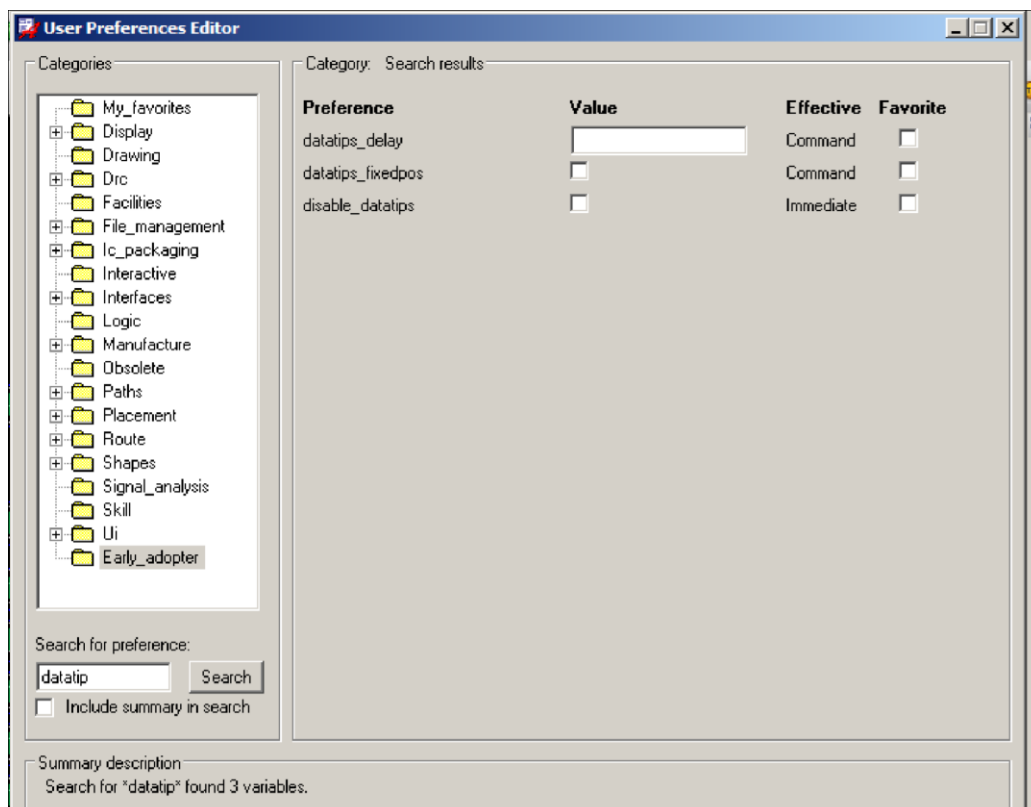 User Preferences Editor
Categories
My_favorites
Display
Drawing
Drc
Facilities
File_management
Ic_packaging
Interactive
Interfaces
Logic
Manufacture
Obsolete
Paths
Placement
Route
Shapes
Signal_analysis
Skill
Ui
Early_adopter
Search for preference:
datatip Search
Include summary in search
Category: Search results
Preference Value Effective Favorite
datatips_delay Command
datatips_fixedpos Command
disable_datatips Immediate
Summary description
Search for *datatip* found 3 variables.